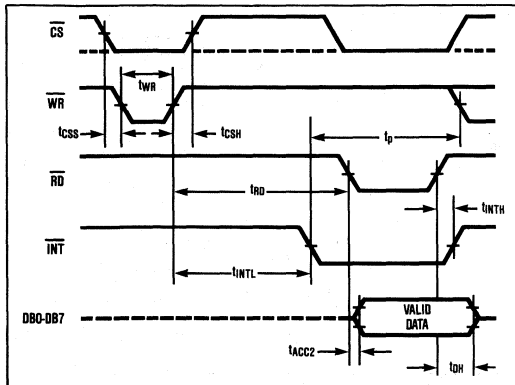 CS
tWR
WR
tCSS
tCSH
tp
RD
tRD
tINTH
INT
tINTL
DB0-DB7
VALID
DATA
tACC2
tDH